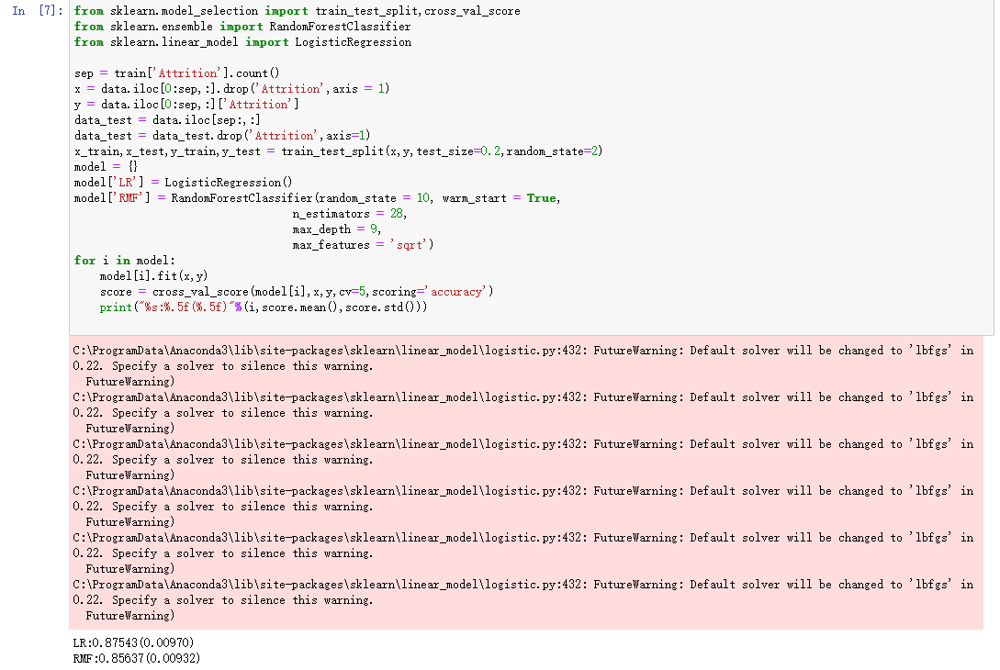 In [7]: from sklearn.model_selection import train_test_split,cross_val_score
from sklearn.ensemble import RandomForestClassifier
from sklearn.linear_model import LogisticRegression
sep = train['Attrition'].count()
x = data.iloc[0:sep,:].drop('Attrition',axis = 1)
y = data.iloc[0:sep,:]['Attrition']
data_test = data.iloc[sep:,:]
data_test = data_test.drop('Attrition',axis=1)
x_train,x_test,y_train,y_test = train_test_split(x,y,test_size=0.2,random_state=2)
model = {}
model['LR'] = LogisticRegression()
model['RMF'] = RandomForestClassifier(random_state = 10, warm_start = True,
n_estimators = 28,
max_depth = 9,
max_features = 'sqrt')
for i in model:
model[i].fit(x,y)
score = cross_val_score(model[i],x,y,cv=5,scoring='accuracy')
print("%s:%.5f(%.5f)"%(i,score.mean(),score.std()))
C:\ProgramData\Anaconda3\lib\site-packages\sklearn\linear_model\logistic.py:432: FutureWarning: Default solver will be changed to 'lbfgs' in
0.22. Specify a solver to silence this warning.
FutureWarning)
C:\ProgramData\Anaconda3\lib\site-packages\sklearn\linear_model\logistic.py:432: FutureWarning: Default solver will be changed to 'lbfgs' in
0.22. Specify a solver to silence this warning.
FutureWarning)
C:\ProgramData\Anaconda3\lib\site-packages\sklearn\linear_model\logistic.py:432: FutureWarning: Default solver will be changed to 'lbfgs' in
0.22. Specify a solver to silence this warning.
FutureWarning)
C:\ProgramData\Anaconda3\lib\site-packages\sklearn\linear_model\logistic.py:432: FutureWarning: Default solver will be changed to 'lbfgs' in
0.22. Specify a solver to silence this warning.
FutureWarning)
C:\ProgramData\Anaconda3\lib\site-packages\sklearn\linear_model\logistic.py:432: FutureWarning: Default solver will be changed to 'lbfgs' in
0.22. Specify a solver to silence this warning.
FutureWarning)
C:\ProgramData\Anaconda3\lib\site-packages\sklearn\linear_model\logistic.py:432: FutureWarning: Default solver will be changed to 'lbfgs' in
0.22. Specify a solver to silence this warning.
FutureWarning)
LR:0.87543(0.00970)
RMF:0.85637(0.00932)